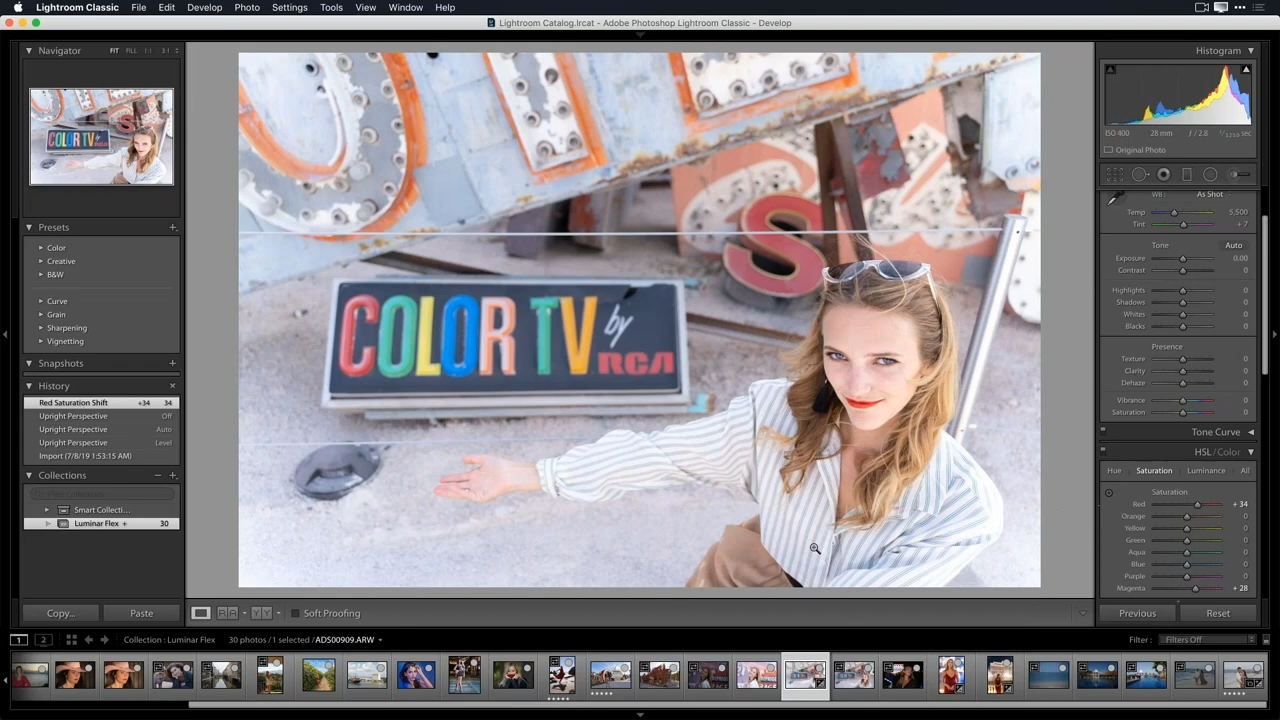 Lightroom Classic File Edit Develop Photo Settings Tools View Window Help
Lightroom Catalog.lrcat - Adobe Photoshop Lightroom Classic - Develop
Navigator FIT FILL 1:1 3:1
Histogram
ISO 400 28 mm ƒ / 2.8 1/1250 sec
Original Photo
WB: As Shot
Temp 5,500
Tint + 7
Tone Auto
Exposure 0.00
Contrast 0
Highlights 0
Shadows 0
Whites 0
Blacks 0
Presence
Texture 0
Clarity 0
Dehaze 0
Vibrance 0
Saturation 0
Tone Curve
HSL / Color
Hue Saturation Luminance All
Saturation
Red + 34
Orange 0
Yellow 0
Green 0
Aqua 0
Blue 0
Purple 0
Magenta + 28
Previous Reset
Presets
Color
Creative
B&W
Curve
Grain
Sharpening
Vignetting
Snapshots
History
Red Saturation Shift +34 34
Upright Perspective Off
Upright Perspective Auto
Upright Perspective Level
Import (7/8/19 1:53:15 AM)
Collections
Smart Collecti...
Luminar Flex + 30
Copy... Paste
S
COLOR TV by
RCA
Soft Proofing
1 2 Collection : Luminar Flex 30 photos / 1 selected / ADS00909.ARW Filter : Filters Off